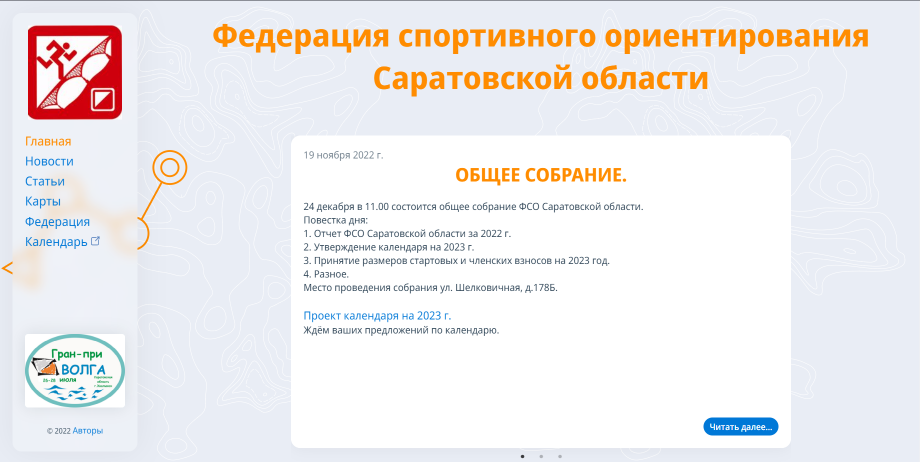 Федерация спортивного ориентирования
Саратовской области
Главная
Новости
Статьи
Карты
Федерация
Календарь
Гран-при
ВОЛГА
июля
© 2022 Авторы
19 ноября 2022 г.
ОБЩЕЕ СОБРАНИЕ.
24 декабря в 11.00 состоится общее собрание ФСО Саратовской области.
Повестка дня:
1. Отчет ФСО Саратовской области за 2022 г.
2. Утверждение календаря на 2023 г.
3. Принятие размеров стартовых и членских взносов на 2023 год.
4. Разное.
Место проведения собрания ул. Шелковичная, д.178Б.
Проект календаря на 2023 г.
Ждём ваших предложений по календарю.
Читать далее...